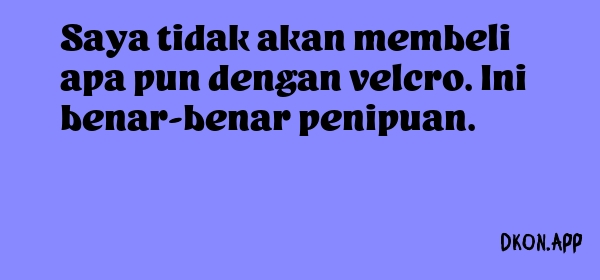 Saya tidak akan membeli
apa pun dengan velcro. Ini
benar-benar penipuan.
DKON.APP